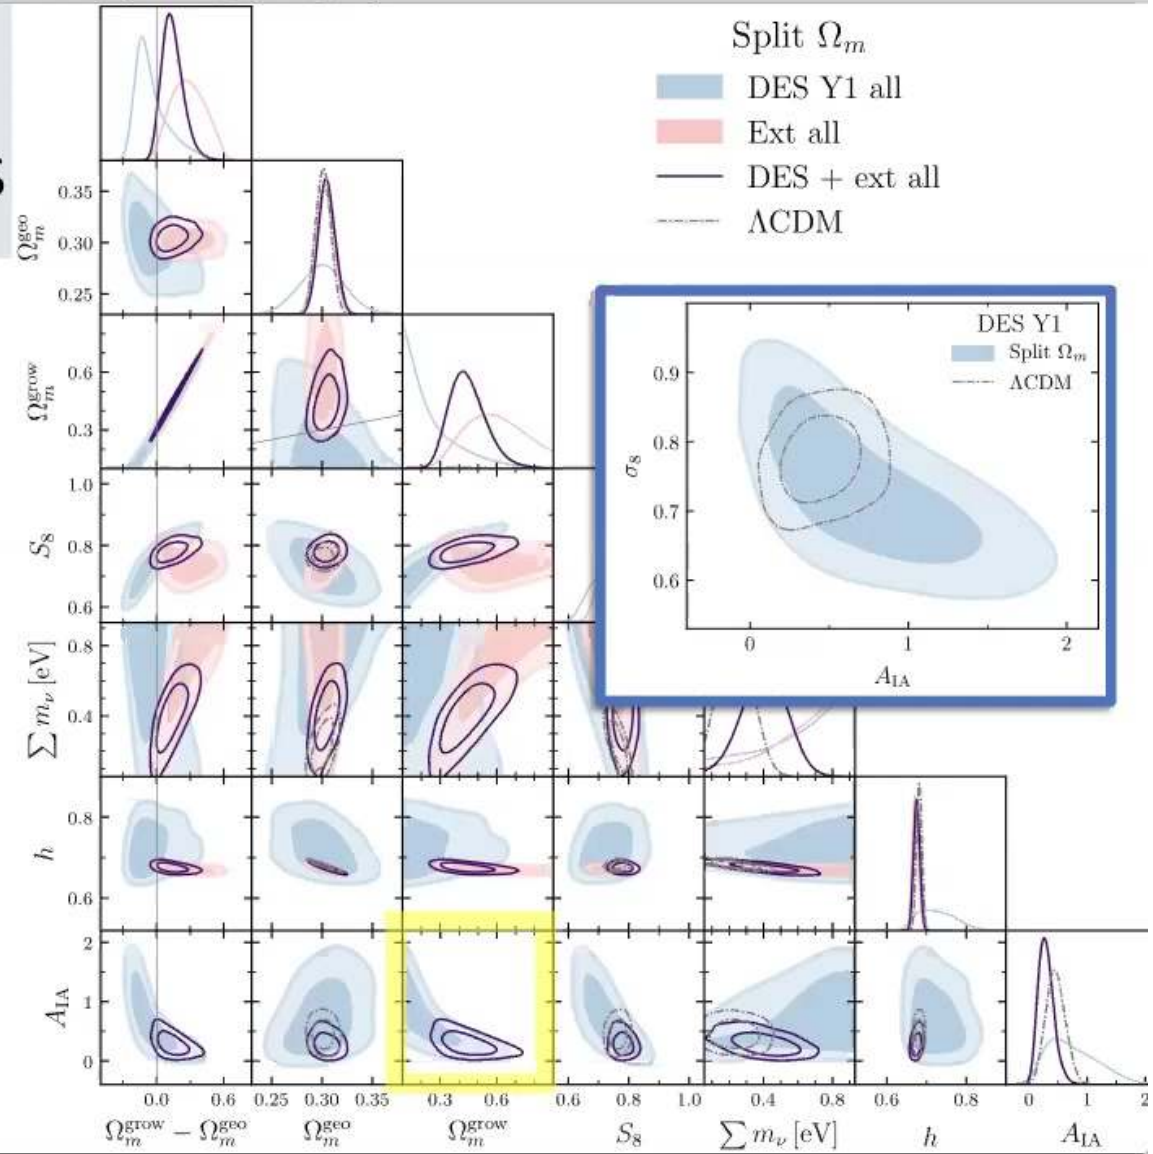 Split Ωₘ
DES Y1 all
Ext all
DES + ext all
ΛCDM
0.35
0.30
0.25
Ωₘ^geo
0.6
0.3
Ωₘ^grow
1.0
0.8
0.6
S₈
0.8
0.4
∑ mᵥ [eV]
0.8
0.6
h
2
1
0
A_IA
DES Y1
Split Ωₘ
ΛCDM
0.9
0.8
0.7
0.6
σ₈
0 1 2
A_IA
0.0 0.6 0.25 0.30 0.35 0.3 0.6 0.6 0.8 1.0 0.4 0.8 0.6 0.8 0 1 2
Ωₘ^grow − Ωₘ^geo Ωₘ^geo Ωₘ^grow S₈ ∑ mᵥ [eV] h A_IA